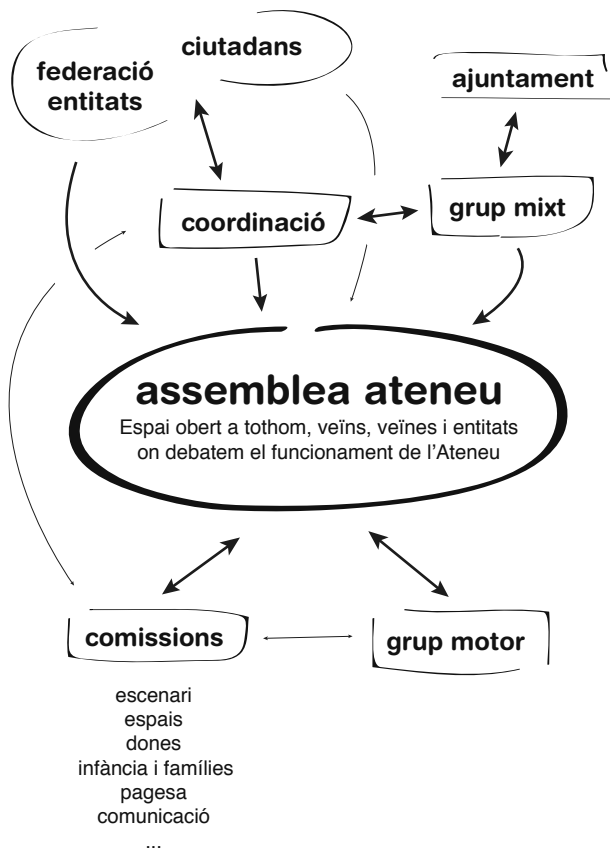 ciutadans
federació
entitats
ajuntament
coordinació
grup mixt
assemblea ateneu
Espai obert a tothom, veïns, veïnes i entitats
on debatem el funcionament de l’Ateneu
comissions
grup motor
escenari
espais
dones
infància i famílies
pagesa
comunicació
...